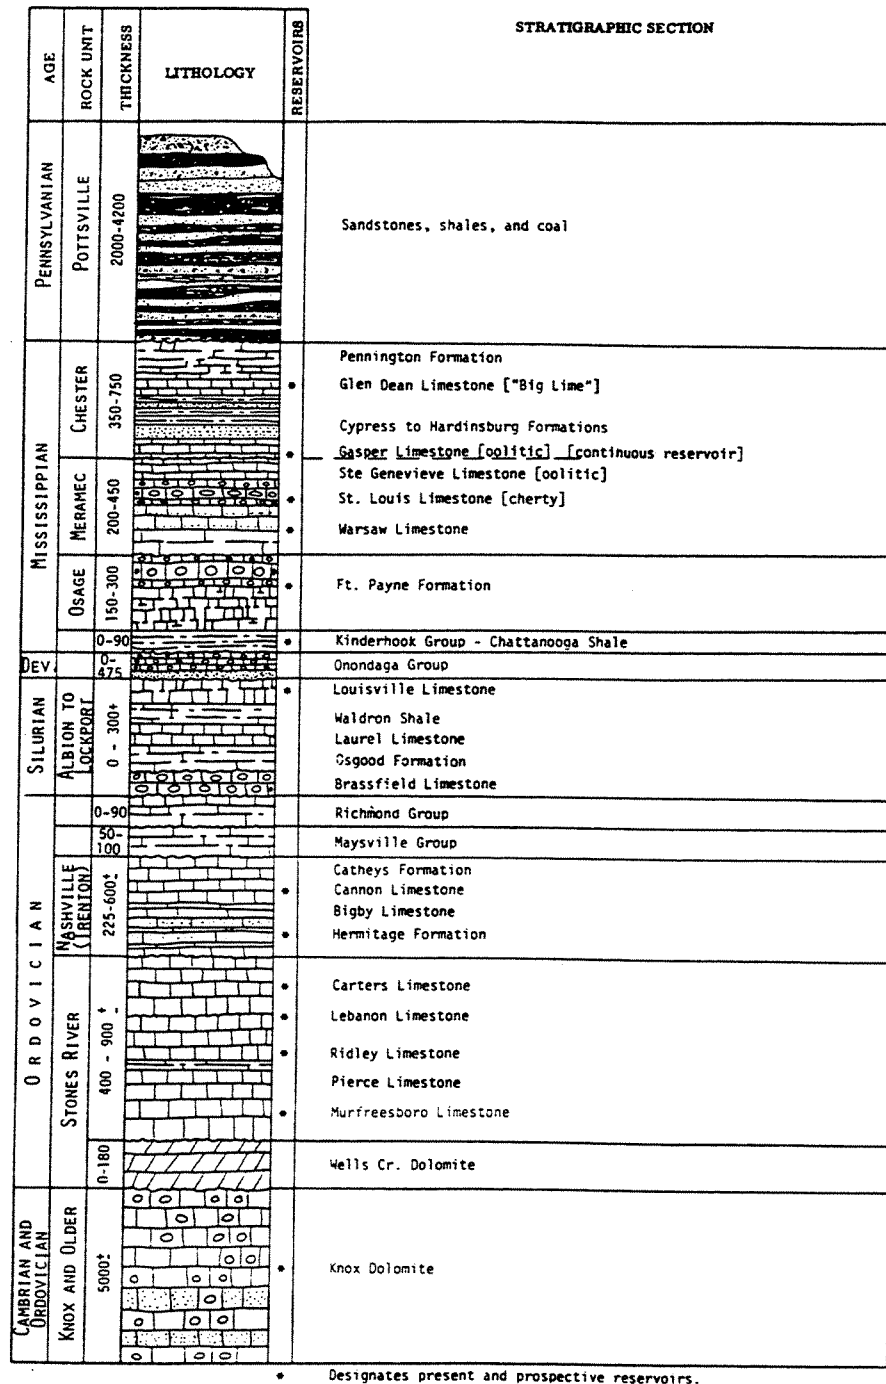 STRATIGRAPHIC SECTION
AGE
ROCK UNIT
THICKNESS
LITHOLOGY
RESERVOIRS
PENNSYLVANIAN
POTTSVILLE
2000-4200
Sandstones, shales, and coal
MISSISSIPPIAN
CHESTER
350-750
Pennington Formation
* Glen Dean Limestone ["Big Lime"]
Cypress to Hardinsburg Formations
* Gasper Limestone [oolitic] [continuous reservoir]
MERAMEC
200-450
Ste Genevieve Limestone [oolitic]
* St. Louis Limestone [cherty]
* Warsaw Limestone
OSAGE
150-300
* Ft. Payne Formation
0-90
* Kinderhook Group - Chattanooga Shale
DEV.
0-
475
Onondaga Group
SILURIAN
ALBION TO
LOCKPORT
0 - 300+
* Louisville Limestone
Waldron Shale
Laurel Limestone
Osgood Formation
Brassfield Limestone
ORDOVICIAN
0-90
Richmond Group
50-
100
Maysville Group
NASHVILLE
(TRENTON)
225-600±
Catheys Formation
* Cannon Limestone
Bigby Limestone
* Hermitage Formation
STONES RIVER
400 - 900 ±
* Carters Limestone
* Lebanon Limestone
* Ridley Limestone
Pierce Limestone
* Murfreesboro Limestone
0-180
Wells Cr. Dolomite
CAMBRIAN AND
ORDOVICIAN
KNOX AND OLDER
5000±
* Knox Dolomite
* Designates present and prospective reservoirs.